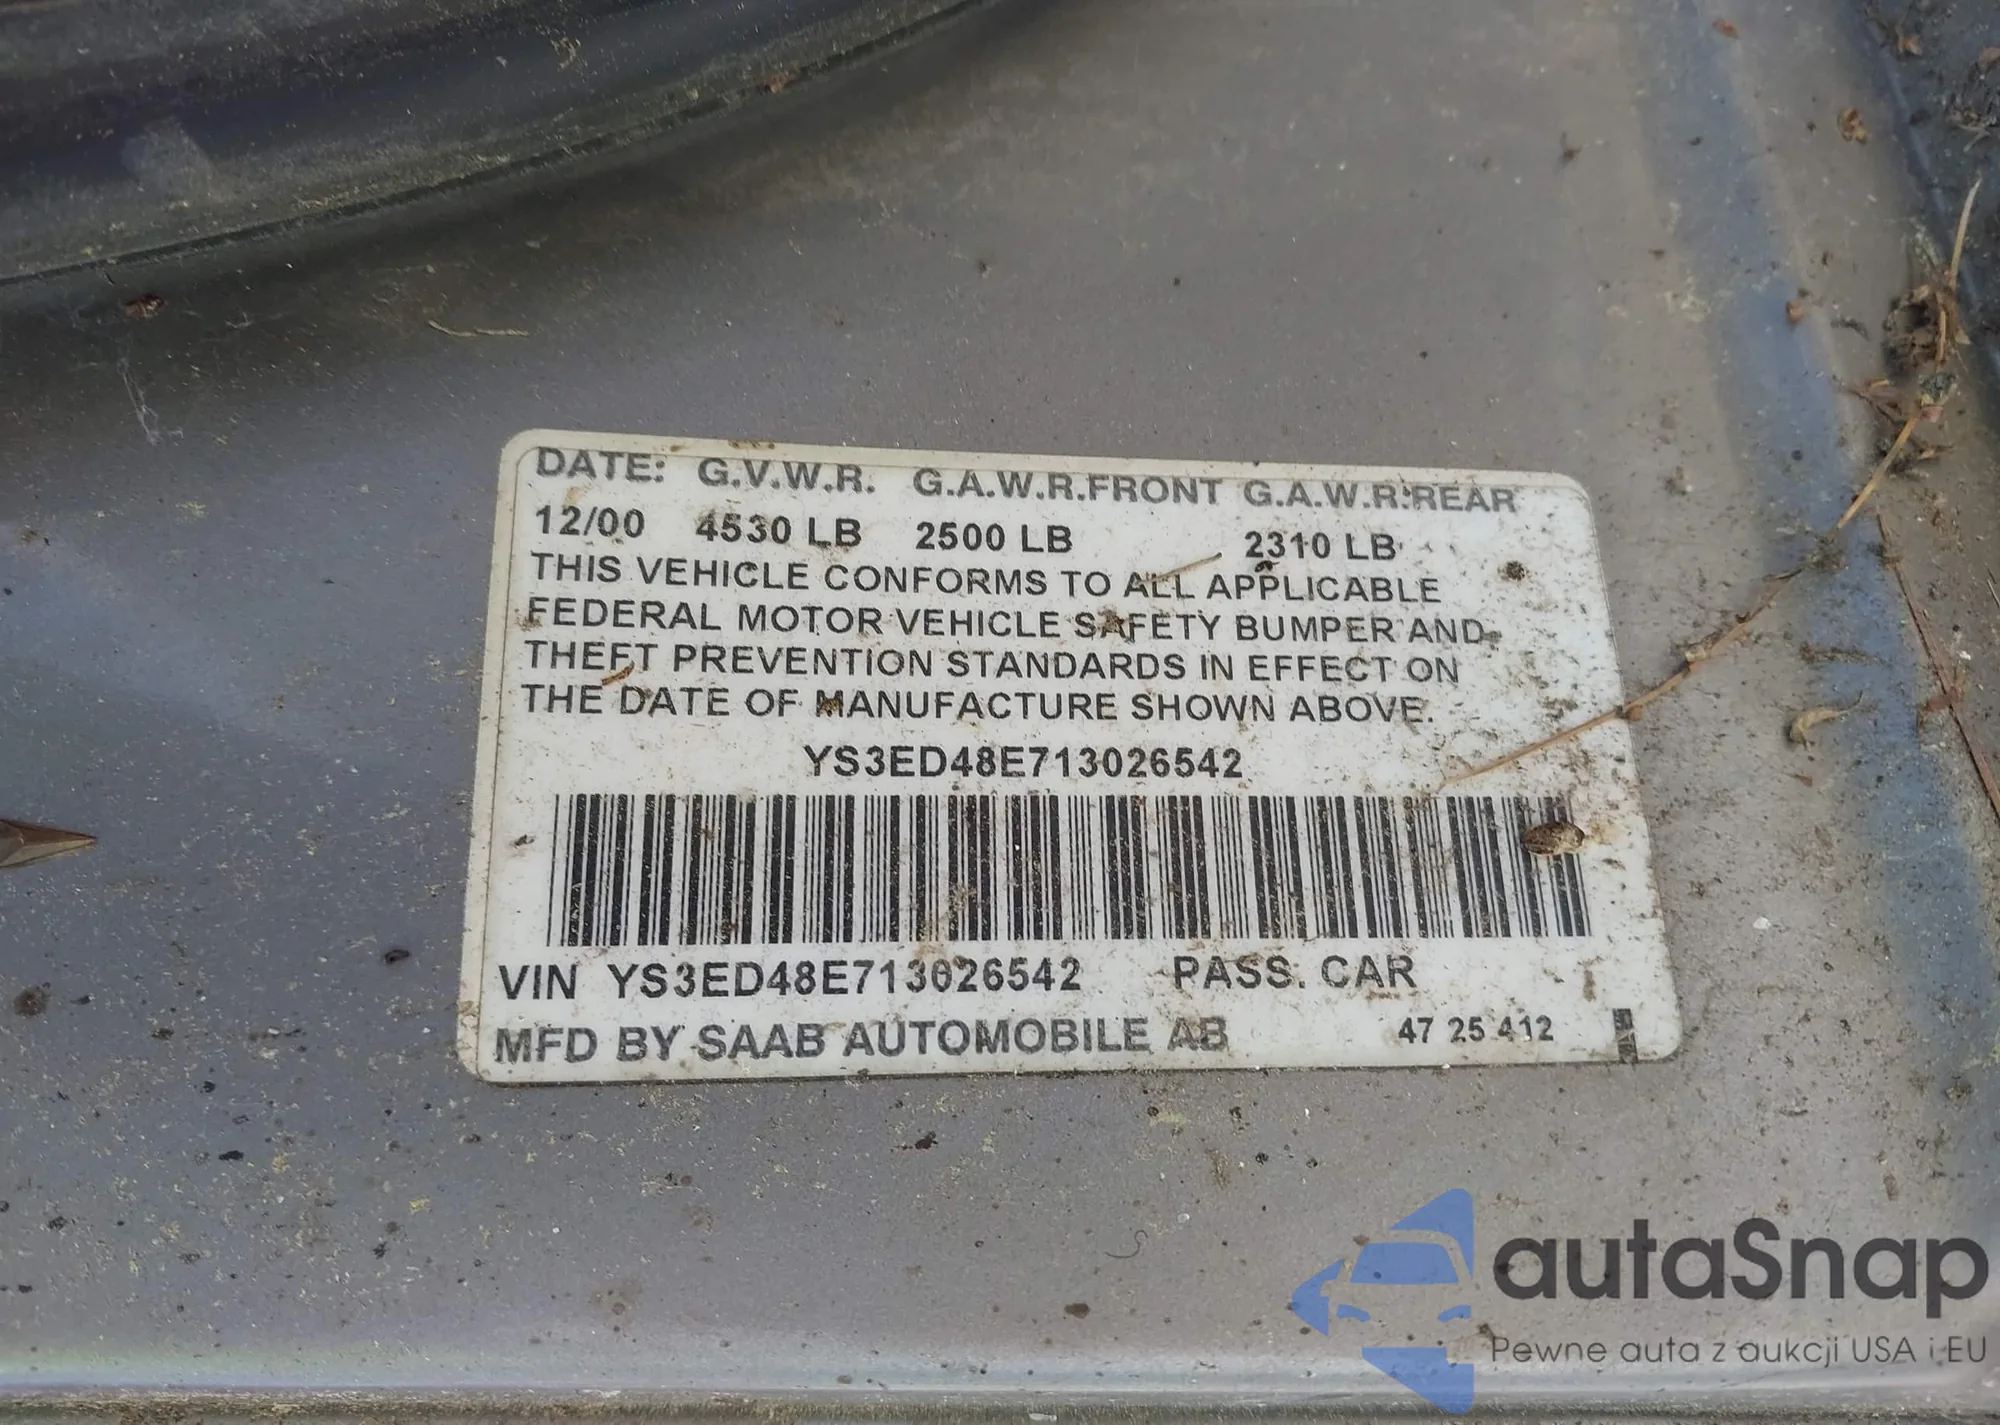 DATE: G.V.W.R. G.A.W.R.FRONT G.A.W.R.REAR
12/00 4530 LB 2500 LB 2310 LB
THIS VEHICLE CONFORMS TO ALL APPLICABLE
FEDERAL MOTOR VEHICLE SAFETY BUMPER AND
THEFT PREVENTION STANDARDS IN EFFECT ON
THE DATE OF MANUFACTURE SHOWN ABOVE.
YS3ED48E713026542
VIN YS3ED48E713026542 PASS. CAR
MFD BY SAAB AUTOMOBILE AB 47 25 412
autaSnap
Pewne auta z aukcji USA i EU